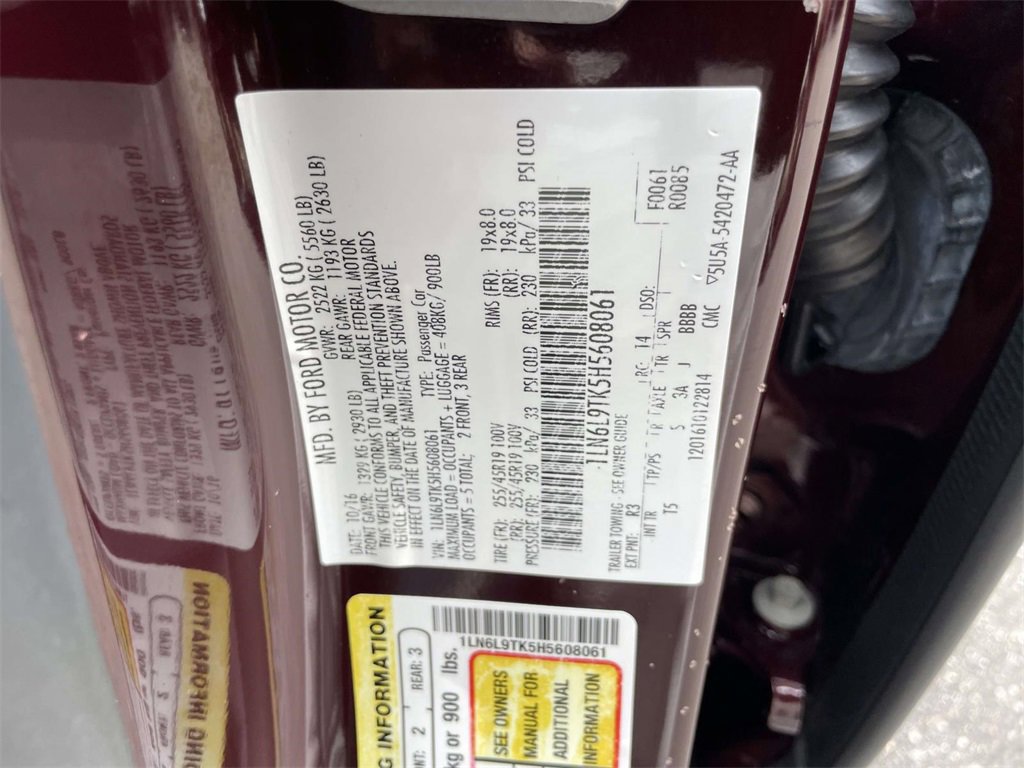 MFD. BY FORD MOTOR CO.
DATE: 10/16 GVWR: 2522 KG ( 5560 LB)
FRONT GAWR: 1329 KG ( 2930 LB) REAR GAWR: 1193 KG ( 2630 LB)
THIS VEHICLE CONFORMS TO ALL APPLICABLE FEDERAL MOTOR
VEHICLE SAFETY, BUMPER, AND THEFT PREVENTION STANDARDS
IN EFFECT ON THE DATE OF MANUFACTURE SHOWN ABOVE.
VIN: 1LN6L9TK5H5608061 TYPE: Passenger Car
MAXIMUM LOAD = OCCUPANTS + LUGGAGE = 408KG/ 900LB
OCCUPANTS = 5 TOTAL; 2 FRONT, 3 REAR
TIRE (FR): 255/45R19 100V RIMS (FR): 19x8.0
(RR): 255/45R19 100V (RR): 19x8.0
PRESSURE (FR): 230 kPa/ 33 PSI COLD (RR): 230 kPa/ 33 PSI COLD
1LN6L9TK5H5608061
TRAILER TOWING - SEE OWNER GUIDE
EXT PNT: R3 RC: 14 DSO: F0061
R0085
INT TR TP/PS TR AXLE TR SPR
T5 S 3A J BBBB
CMC
1201610122814 75U5A-5420472-AA
INFORMATION
2 REAR: 3
kg or 900 lbs.
1LN6L9TK5H5608061
SEE OWNERS
MANUAL FOR
ADDITIONAL
INFORMATION